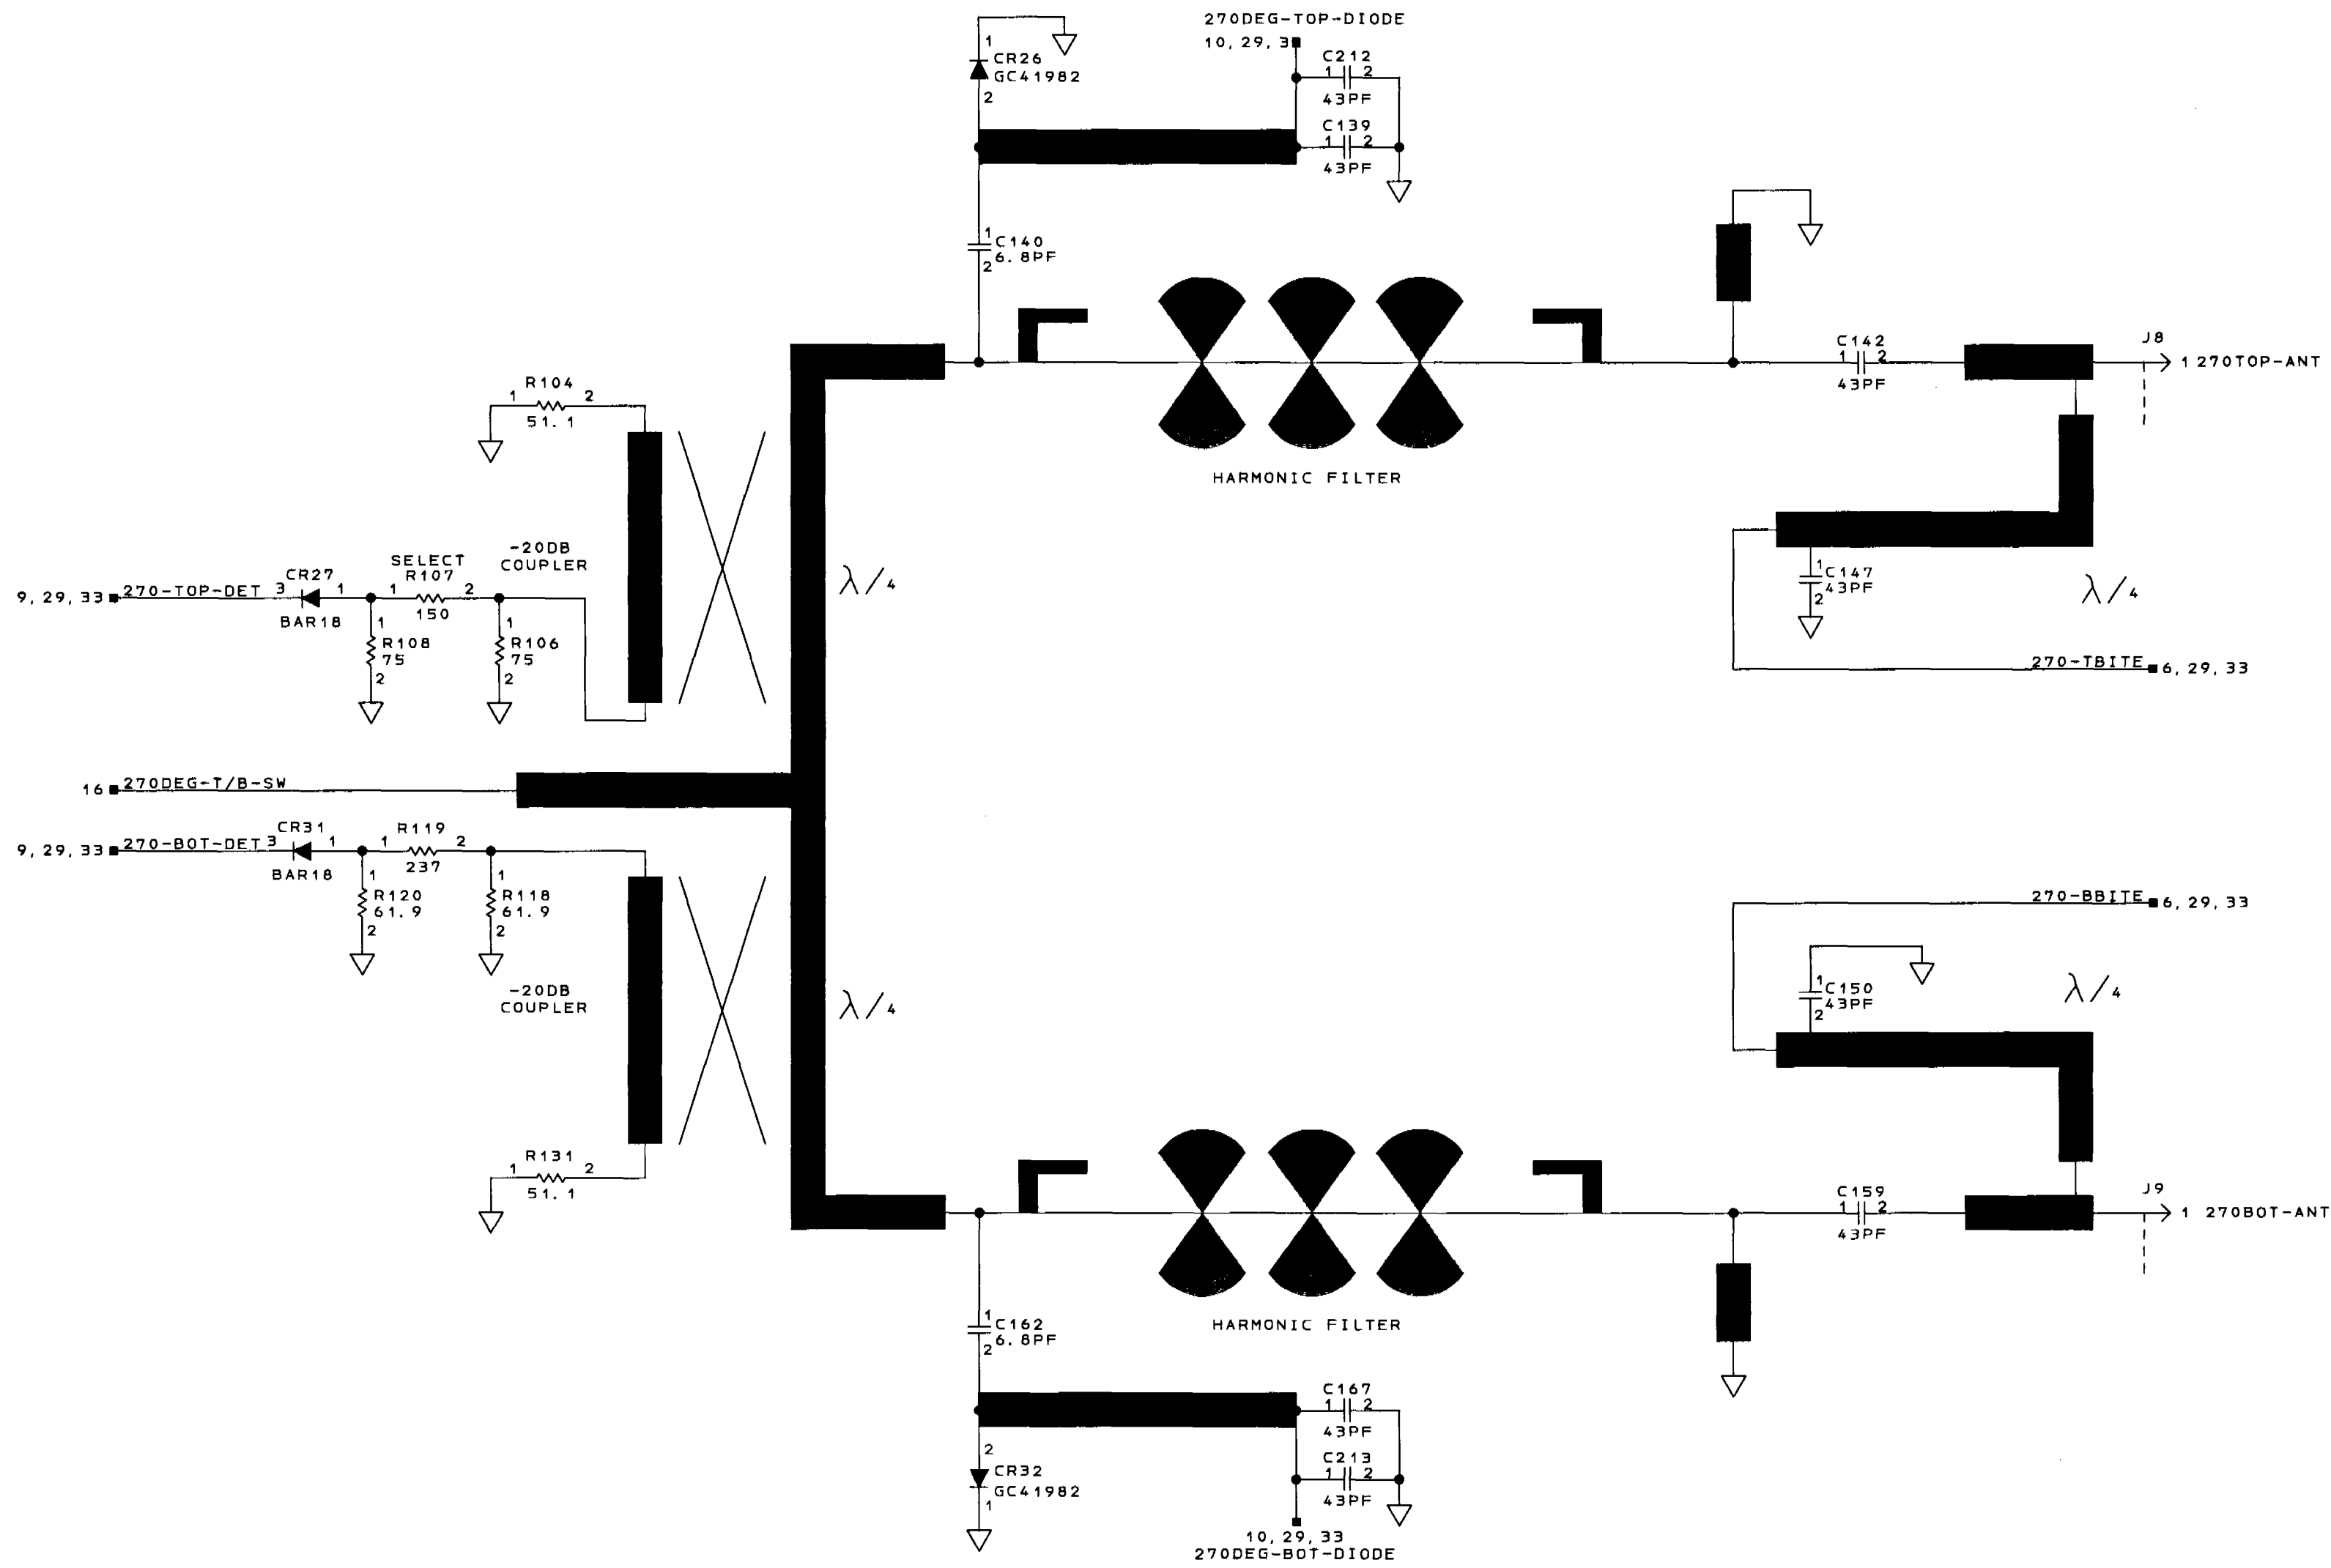 270DEG-TOP-DIODE
10, 29, 3
1
CR26
GC41982
2
C212
1 2
43PF
C139
1 2
43PF
1
C140
6.8PF
2
HARMONIC FILTER
C142
1 2
43PF
J8
1 270TOP-ANT
R104
1 2
51.1
-20DB
COUPLER
SELECT
R107
1 2
150
CR27
3 1
BAR18
9, 29, 33 270-TOP-DET
1
R108
75
2
1
R106
75
2
λ/4
1
C147
43PF
2
λ/4
270-TBITE 6, 29, 33
16 270DEG-T/B-SW
CR31
3 1
BAR18
R119
1 2
237
9, 29, 33 270-BOT-DET
1
R120
61.9
2
1
R118
61.9
2
-20DB
COUPLER
λ/4
270-BBITE 6, 29, 33
1
C150
43PF
2
λ/4
R131
1 2
51.1
C159
1 2
43PF
J9
1 270BOT-ANT
1
C162
6.8PF
2
HARMONIC FILTER
C167
1 2
43PF
2
CR32
GC41982
1
C213
1 2
43PF
10, 29, 33
270DEG-BOT-DIODE